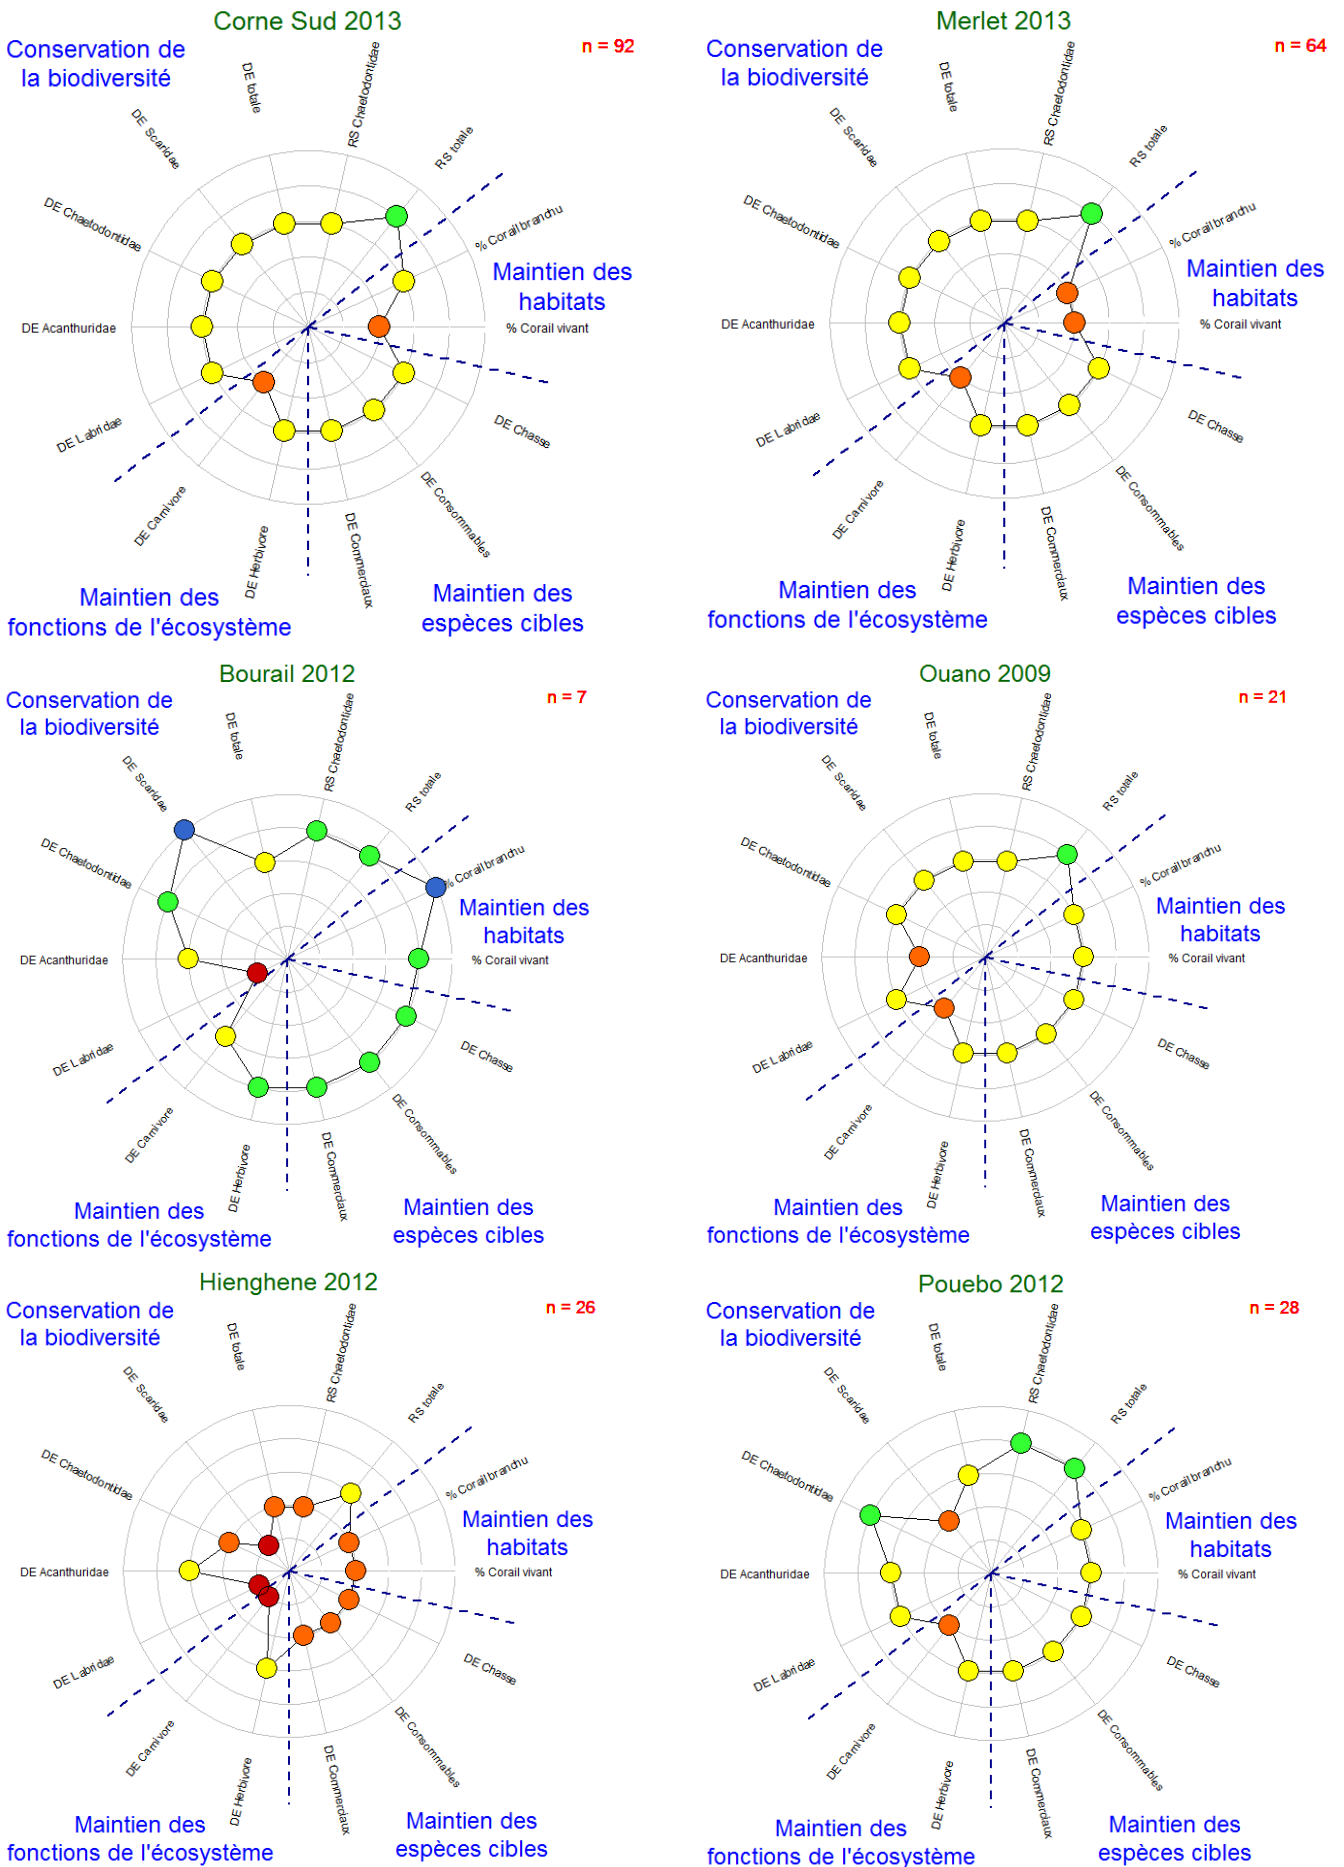 Corne Sud 2013
n = 92
Conservation de
la biodiversité
DE totale
RS Chaetodontidae
RS totale
DE Scaridae
% Corail branchu
DE Chaetodontidae
Maintien des
habitats
DE Acanthuridae
% Corail vivant
DE Labridae
DE Chasse
DE Carnivore
DE Consommables
DE Herbivore
DE Commerciaux
Maintien des
fonctions de l'écosystème
Maintien des
espèces cibles
Merlet 2013
n = 64
Conservation de
la biodiversité
DE totale
RS Chaetodontidae
RS totale
DE Scaridae
% Corail branchu
DE Chaetodontidae
Maintien des
habitats
DE Acanthuridae
% Corail vivant
DE Labridae
DE Chasse
DE Carnivore
DE Consommables
DE Herbivore
DE Commerciaux
Maintien des
fonctions de l'écosystème
Maintien des
espèces cibles
Bourail 2012
n = 7
Conservation de
la biodiversité
DE totale
RS Chaetodontidae
RS totale
DE Scaridae
% Corail branchu
DE Chaetodontidae
Maintien des
habitats
DE Acanthuridae
% Corail vivant
DE Labridae
DE Chasse
DE Carnivore
DE Consommables
DE Herbivore
DE Commerciaux
Maintien des
fonctions de l'écosystème
Maintien des
espèces cibles
Ouano 2009
n = 21
Conservation de
la biodiversité
DE totale
RS Chaetodontidae
RS totale
DE Scaridae
% Corail branchu
DE Chaetodontidae
Maintien des
habitats
DE Acanthuridae
% Corail vivant
DE Labridae
DE Chasse
DE Carnivore
DE Consommables
DE Herbivore
DE Commerciaux
Maintien des
fonctions de l'écosystème
Maintien des
espèces cibles
Hienghene 2012
n = 26
Conservation de
la biodiversité
DE totale
RS Chaetodontidae
RS totale
DE Scaridae
% Corail branchu
DE Chaetodontidae
Maintien des
habitats
DE Acanthuridae
% Corail vivant
DE Labridae
DE Chasse
DE Carnivore
DE Consommables
DE Herbivore
DE Commerciaux
Maintien des
fonctions de l'écosystème
Maintien des
espèces cibles
Pouebo 2012
n = 28
Conservation de
la biodiversité
DE totale
RS Chaetodontidae
RS totale
DE Scaridae
% Corail branchu
DE Chaetodontidae
Maintien des
habitats
DE Acanthuridae
% Corail vivant
DE Labridae
DE Chasse
DE Carnivore
DE Consommables
DE Herbivore
DE Commerciaux
Maintien des
fonctions de l'écosystème
Maintien des
espèces cibles